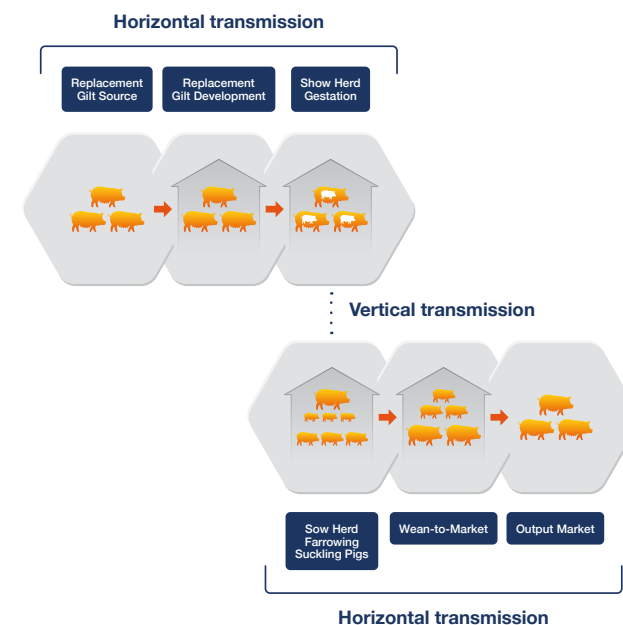 Horizontal transmission
Replacement
Gilt Source
Replacement
Gilt Development
Show Herd
Gestation
Vertical transmission
Sow Herd
Farrowing
Suckling Pigs
Wean-to-Market
Output Market
Horizontal transmission